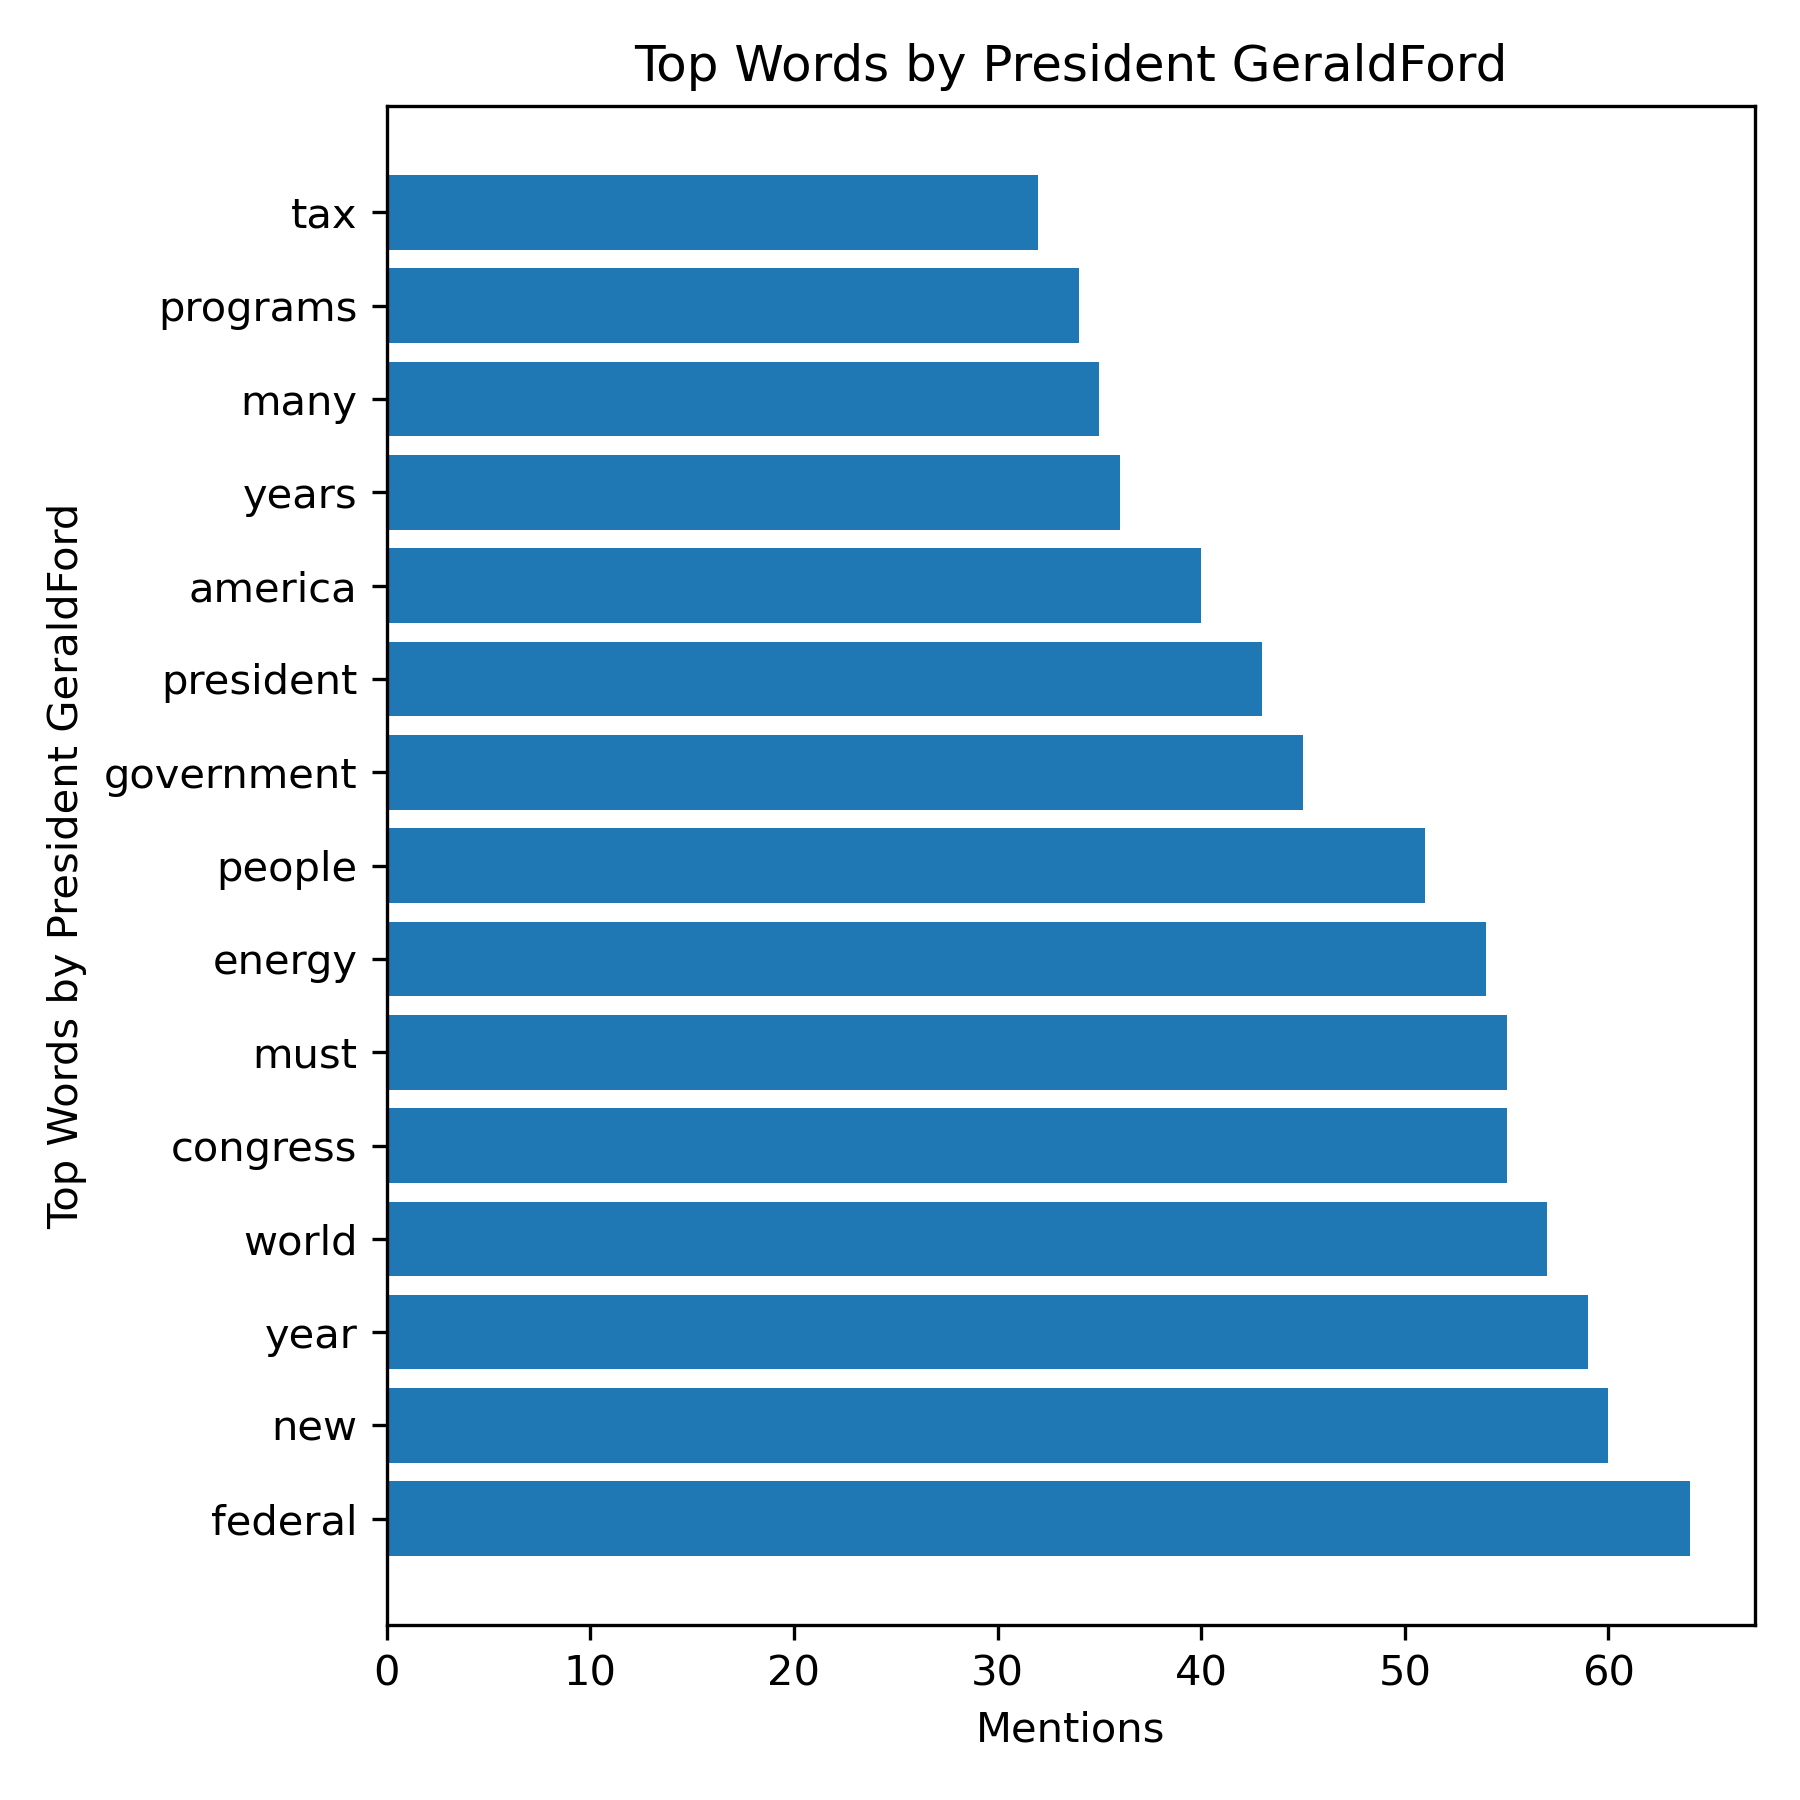 Top Words by President GeraldFord
Top Words by President GeraldFord
tax
programs
many
years
america
president
government
people
energy
must
congress
world
year
new
federal
0 10 20 30 40 50 60
Mentions